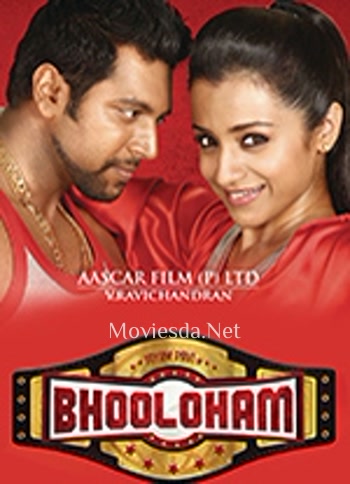 AASCAR FILM (P) LTD
V.RAVICHANDRAN
Moviesda.Net
BHOOLOHAM